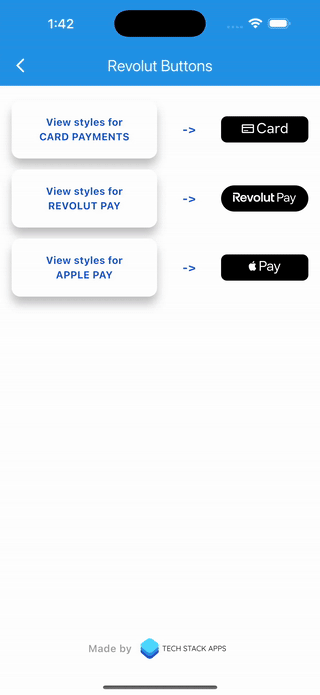 1:42
Revolut Buttons
View styles for
CARD PAYMENTS
->
Card
View styles for
REVOLUT PAY
->
Revolut Pay
View styles for
APPLE PAY
->
Pay
Made by TECH STACK APPS